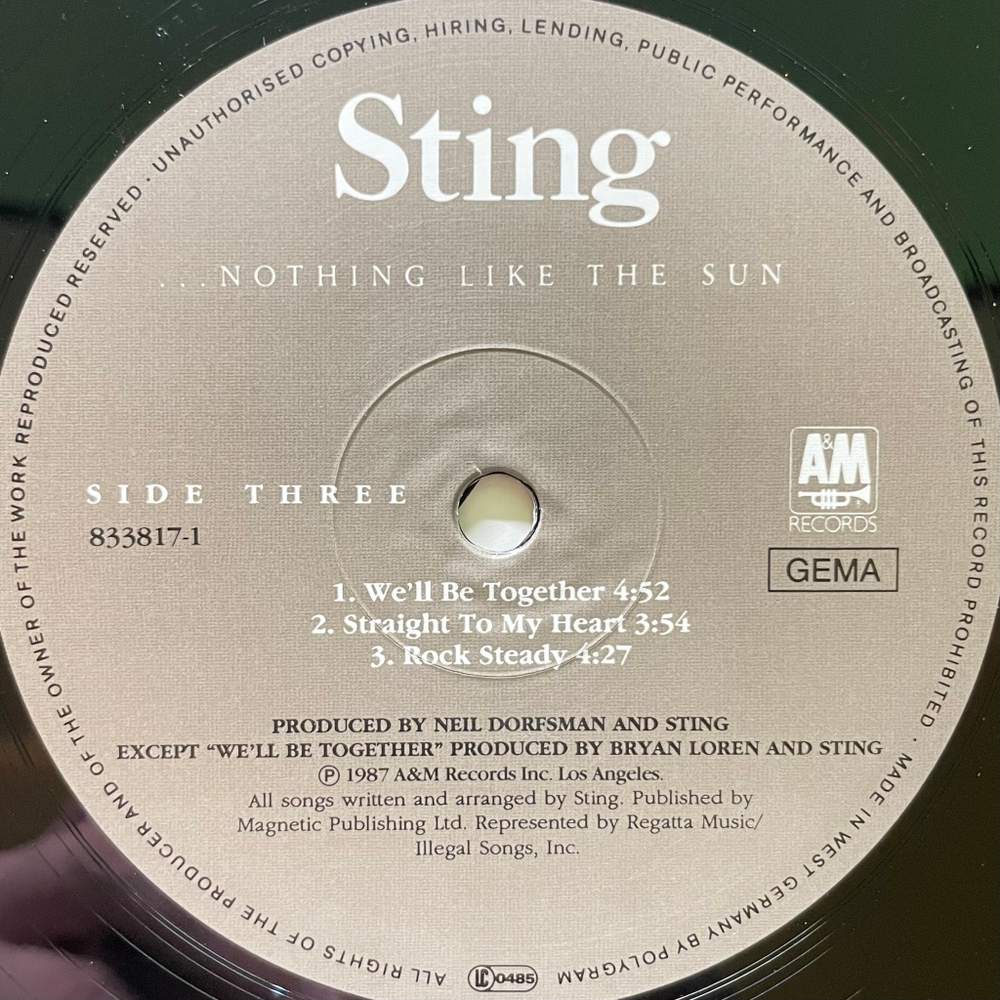 Sting
...NOTHING LIKE THE SUN
SIDE THREE
833817-1
A&M
RECORDS
GEMA
1. We'll Be Together 4:52
2. Straight To My Heart 3:54
3. Rock Steady 4:27
PRODUCED BY NEIL DORFSMAN AND STING
EXCEPT “WE'LL BE TOGETHER” PRODUCED BY BRYAN LOREN AND STING
Ⓟ 1987 A&M Records Inc. Los Angeles.
All songs written and arranged by Sting. Published by
Magnetic Publishing Ltd. Represented by Regatta Music/
Illegal Songs, Inc.
ALL RIGHTS OF THE PRODUCER AND OF THE OWNER OF THE WORK REPRODUCED RESERVED · UNAUTHORISED COPYING, HIRING, LENDING, PUBLIC PERFORMANCE AND BROADCASTING OF THIS RECORD PROHIBITED · MADE IN WEST GERMANY BY POLYGRAM
LC 0485